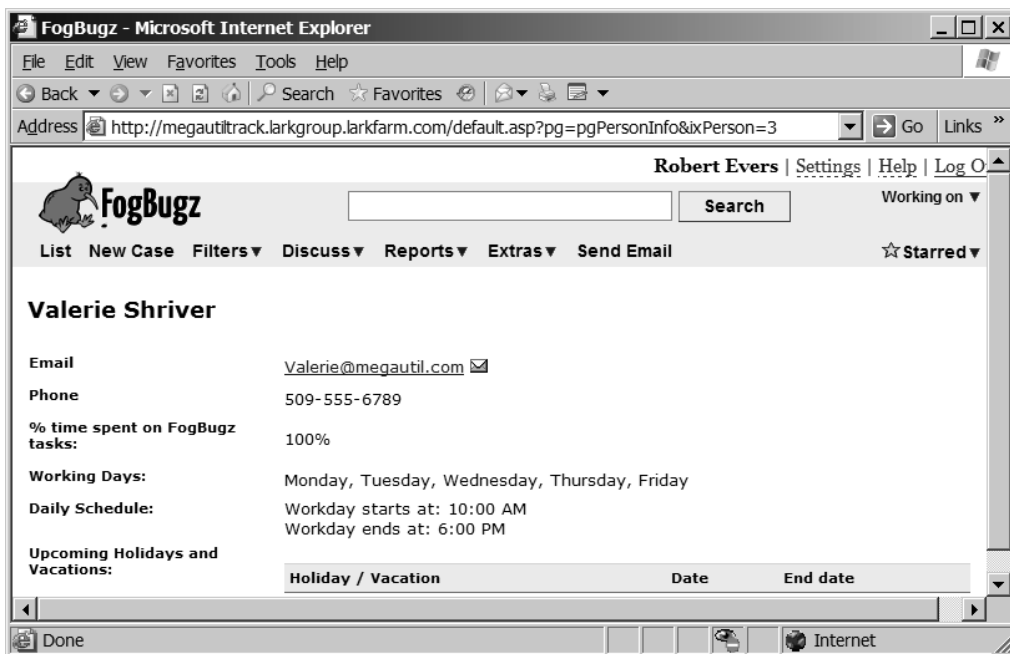 FogBugz - Microsoft Internet Explorer
File Edit View Favorites Tools Help
Back Search Favorites
Address http://megautiltrack.larkgroup.larkfarm.com/default.asp?pg=pgPersonInfo&ixPerson=3 Go Links »
Robert Evers | Settings | Help | Log O
FogBugz Search Working on ▼
List New Case Filters▼ Discuss▼ Reports▼ Extras▼ Send Email ☆Starred▼
Valerie Shriver
Email Valerie@megautil.com
Phone 509-555-6789
% time spent on FogBugz
tasks: 100%
Working Days: Monday, Tuesday, Wednesday, Thursday, Friday
Daily Schedule: Workday starts at: 10:00 AM
Workday ends at: 6:00 PM
Upcoming Holidays and
Vacations:
Holiday / Vacation Date End date
Done Internet